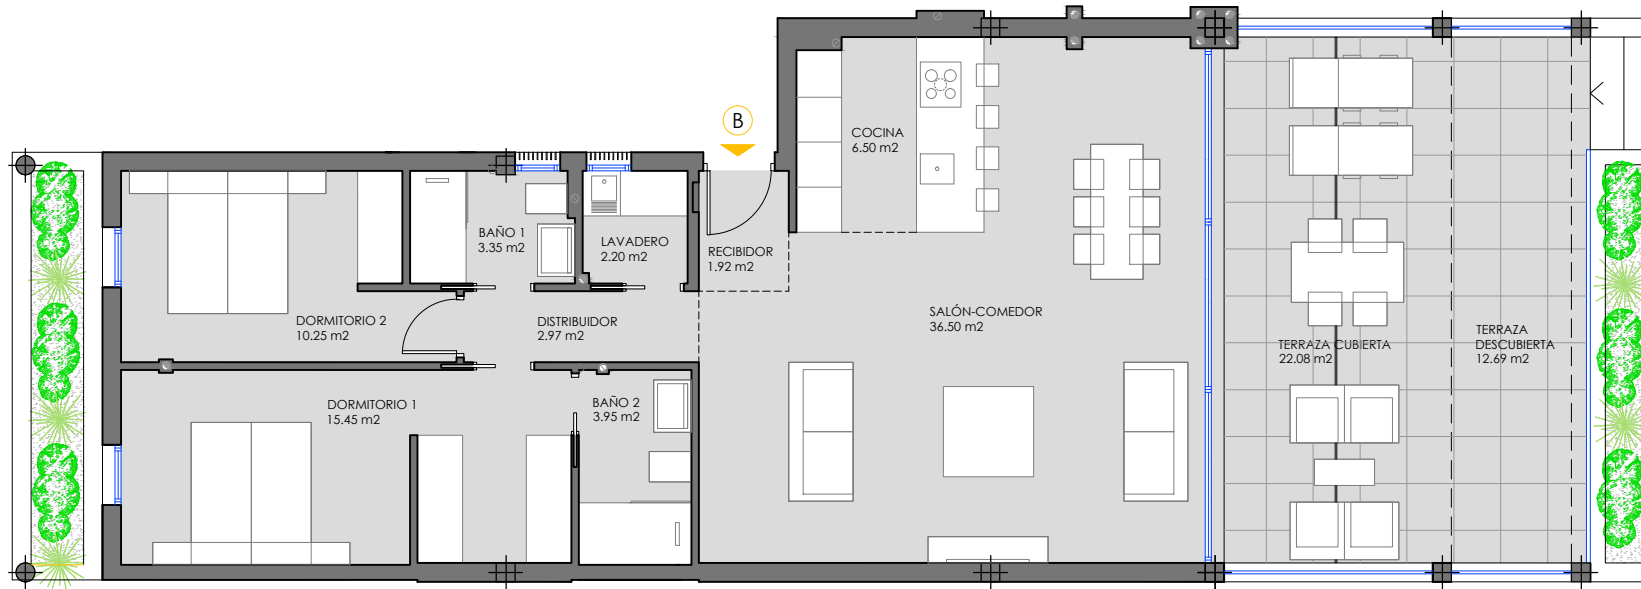 B
COCINA
6.50 m2
BAÑO 1
3.35 m2
LAVADERO
2.20 m2
RECIBIDOR
1.92 m2
DORMITORIO 2
10.25 m2
DISTRIBUIDOR
2.97 m2
SALÓN-COMEDOR
36.50 m2
TERRAZA CUBIERTA
22.08 m2
TERRAZA
DESCUBIERTA
12.69 m2
DORMITORIO 1
15.45 m2
BAÑO 2
3.95 m2